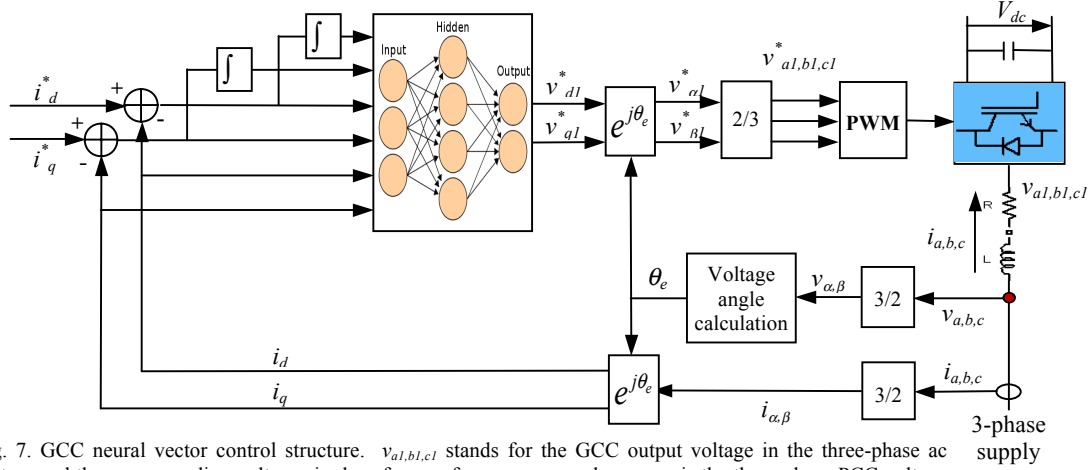 V_dc
∫
Hidden
∫
Input
Output
i*_d
+
-
v*_d1
v*_α1
v*_a1,b1,c1
i*_q
+
-
v*_q1
e^jθ_e
v*_β1
2/3
PWM
v_a1,b1,c1
R
i_a,b,c
L
θ_e
Voltage
angle
calculation
v_α,β
3/2
v_a,b,c
i_d
i_q
e^jθ_e
i_α,β
3/2
i_a,b,c
3-phase
supply
g. 7. GCC neural vector control structure. v_a1,b1,c1 stands for the GCC output voltage in the three-phase ac